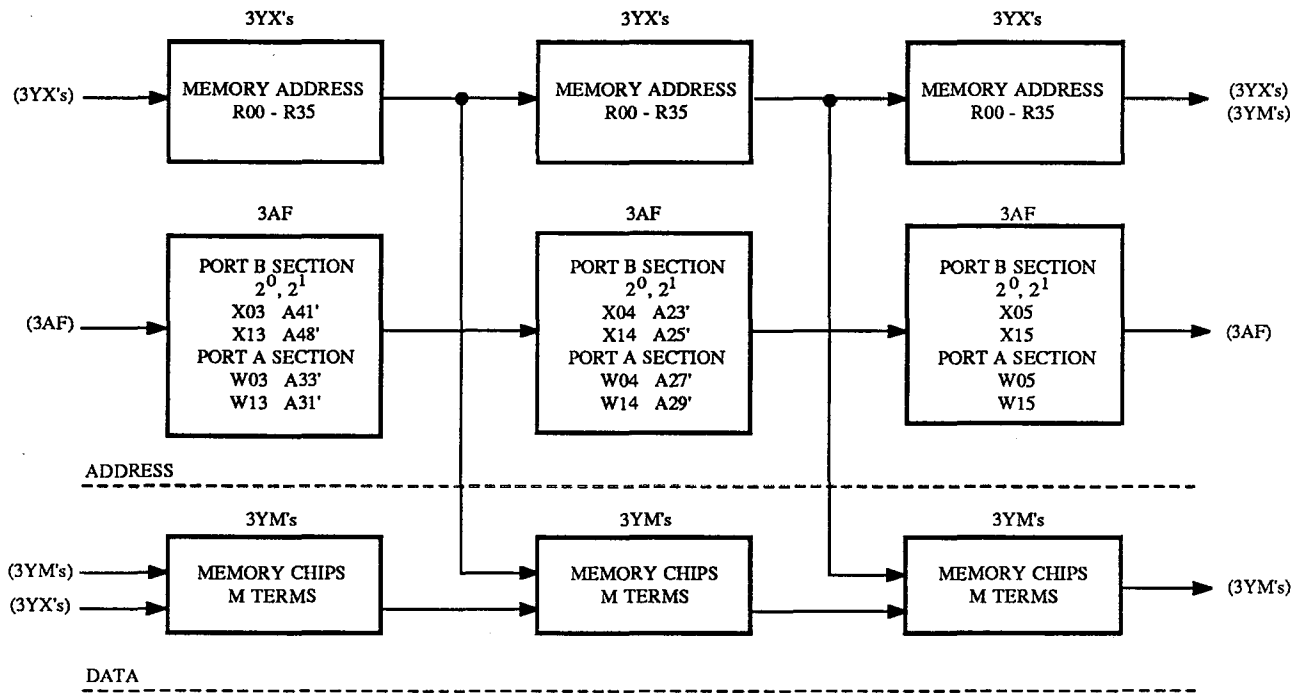 3YX's 3YX's 3YX's
(3YX's)
MEMORY ADDRESS
R00 - R35
MEMORY ADDRESS
R00 - R35
MEMORY ADDRESS
R00 - R35
(3YX's)
(3YM's)
3AF 3AF 3AF
(3AF)
PORT B SECTION
2⁰, 2¹
X03 A41'
X13 A48'
PORT A SECTION
W03 A33'
W13 A31'
PORT B SECTION
2⁰, 2¹
X04 A23'
X14 A25'
PORT A SECTION
W04 A27'
W14 A29'
PORT B SECTION
2⁰, 2¹
X05
X15
PORT A SECTION
W05
W15
(3AF)
ADDRESS
3YM's 3YM's 3YM's
(3YM's)
(3YX's)
MEMORY CHIPS
M TERMS
MEMORY CHIPS
M TERMS
MEMORY CHIPS
M TERMS
(3YM's)
DATA